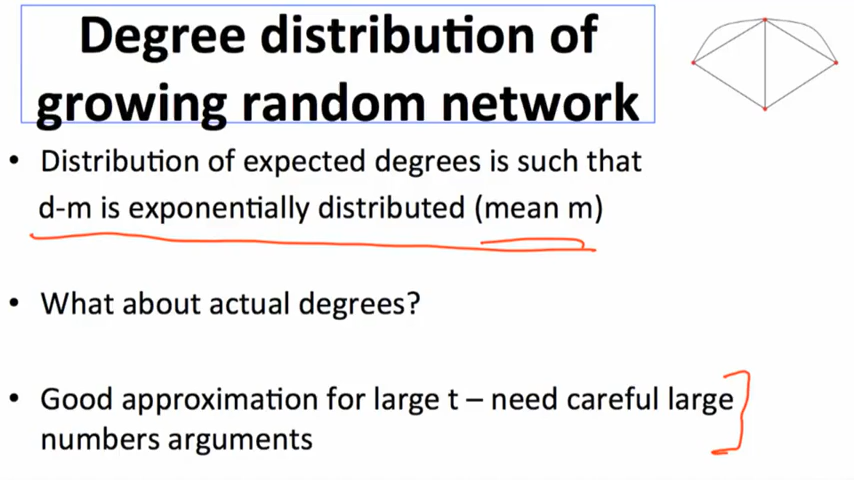 Degree distribution of
growing random network
• Distribution of expected degrees is such that
d-m is exponentially distributed (mean m)
• What about actual degrees?
• Good approximation for large t – need careful large
numbers arguments